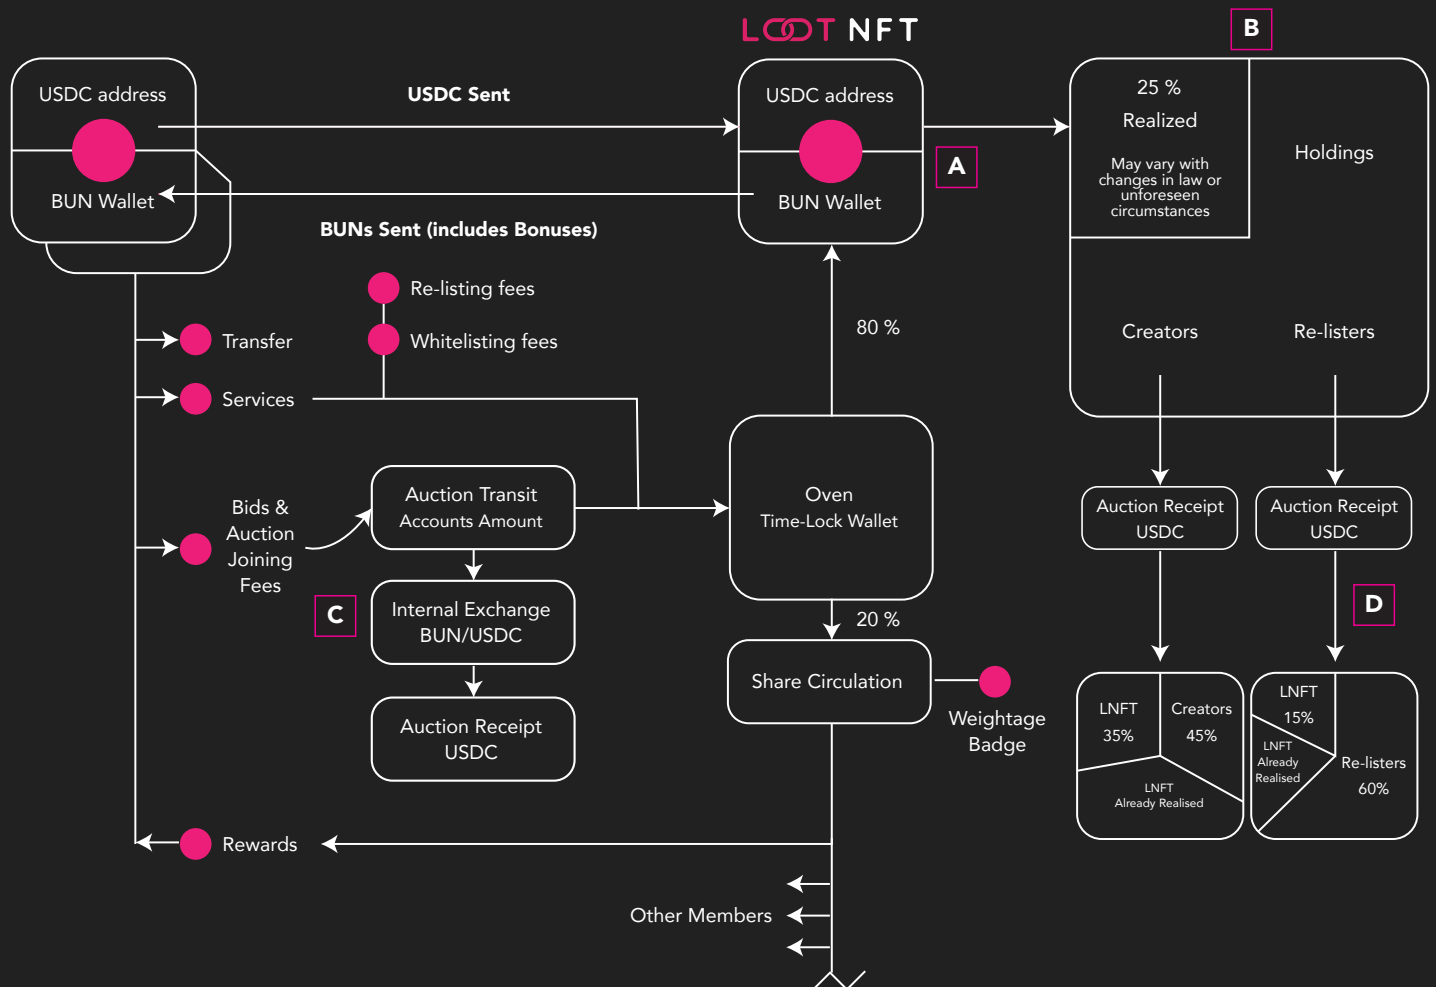 LOOT NFT
B
USDC address
BUN Wallet
USDC Sent
BUNs Sent (includes Bonuses)
USDC address
BUN Wallet
A
25 %
Realized
May vary with
changes in law or
unforeseen
circumstances
Holdings
Creators
Re-listers
Re-listing fees
Whitelisting fees
Transfer
Services
80 %
Bids &
Auction
Joining
Fees
Auction Transit
Accounts Amount
Oven
Time-Lock Wallet
Auction Receipt
USDC
Auction Receipt
USDC
C
Internal Exchange
BUN/USDC
20 %
D
Auction Receipt
USDC
Share Circulation
Weightage
Badge
LNFT
35%
Creators
45%
LNFT
Already Realised
LNFT
15%
LNFT
Already
Realised
Re-listers
60%
Rewards
Other Members